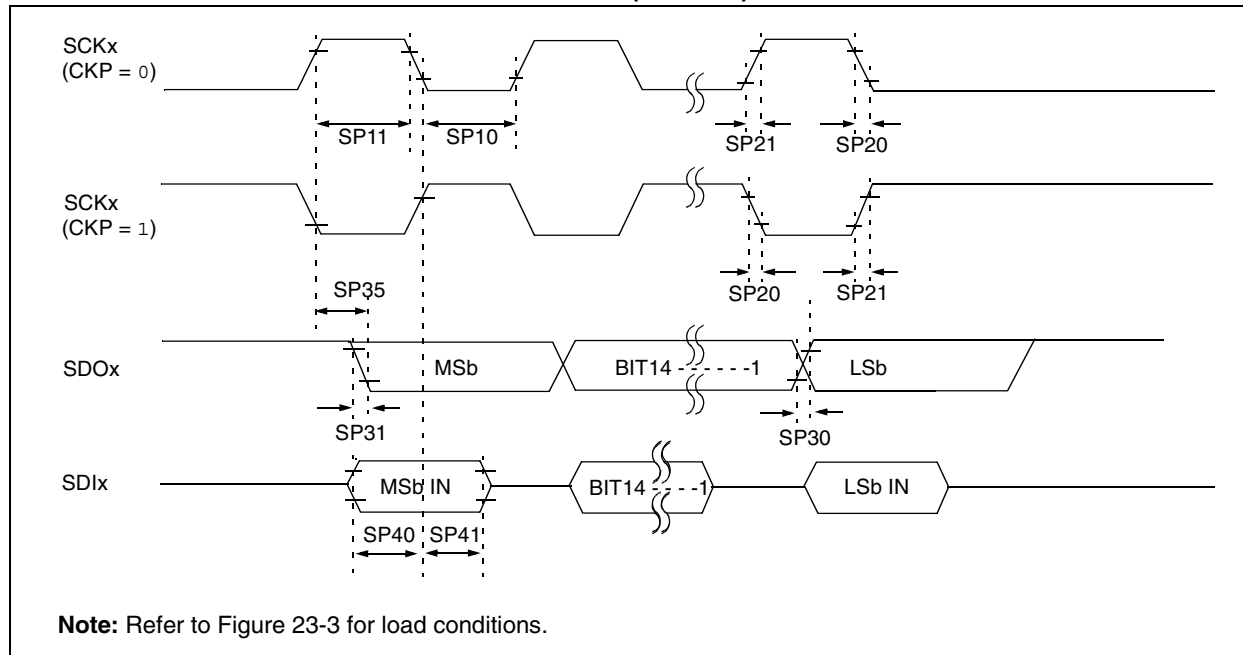 SCKx
(CKP = 0)
SP11
SP10
SP21
SP20
SCKx
(CKP = 1)
SP35
SP20
SP21
SDOx
MSb
BIT14 - - - - - -1
LSb
SP31
SP30
SDIx
MSb IN
BIT14 - - - -1
LSb IN
SP40
SP41
Note: Refer to Figure 23-3 for load conditions.